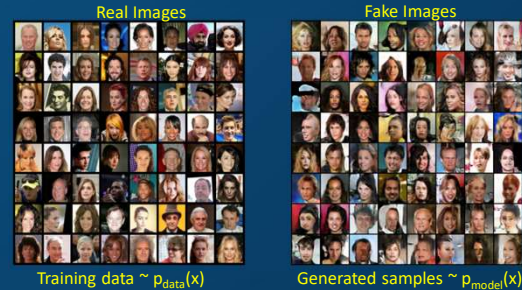 Real Images
Fake Images
Training data ~ p_data(x)
Generated samples ~ p_model(x)